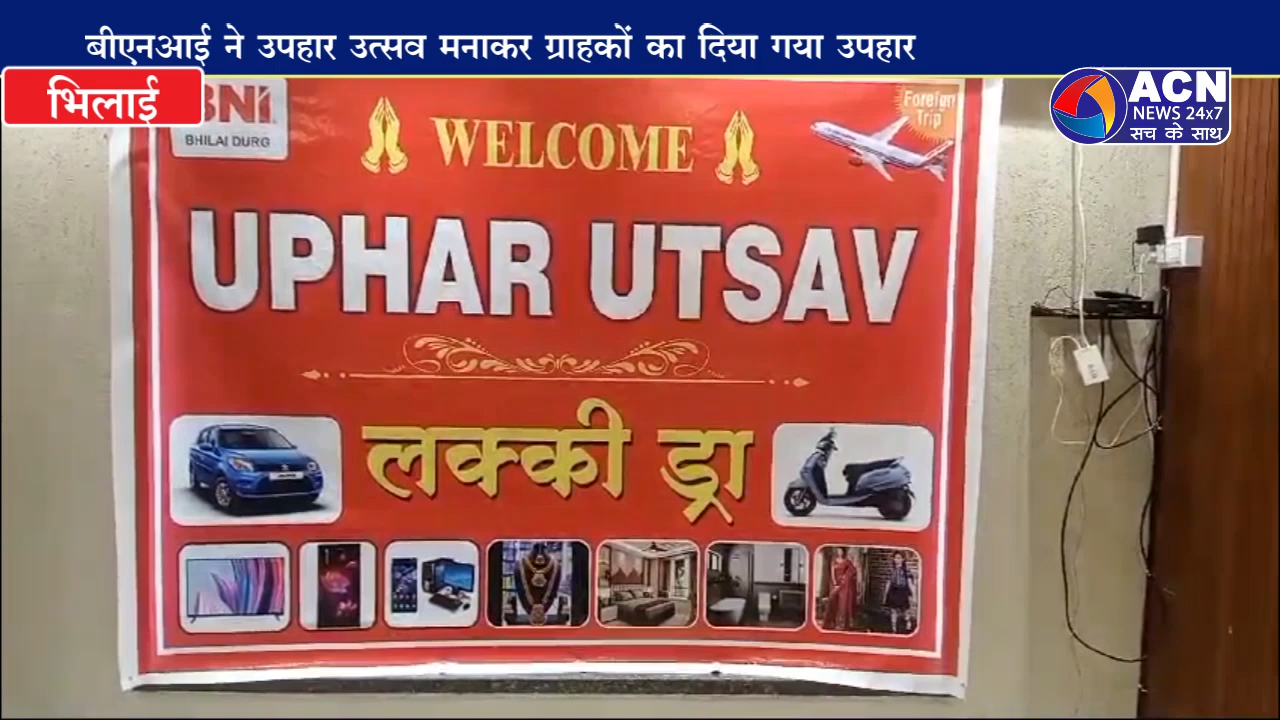 बीएनआई ने उपहार उत्सव मनाकर ग्राहकों का दिया गया उपहार
भिलाई
ACN
NEWS 24x7
सच के साथ
BNI
BHILAI DURG
WELCOME
Foreign
Trip
UPHAR UTSAV
लक्की ड्रा